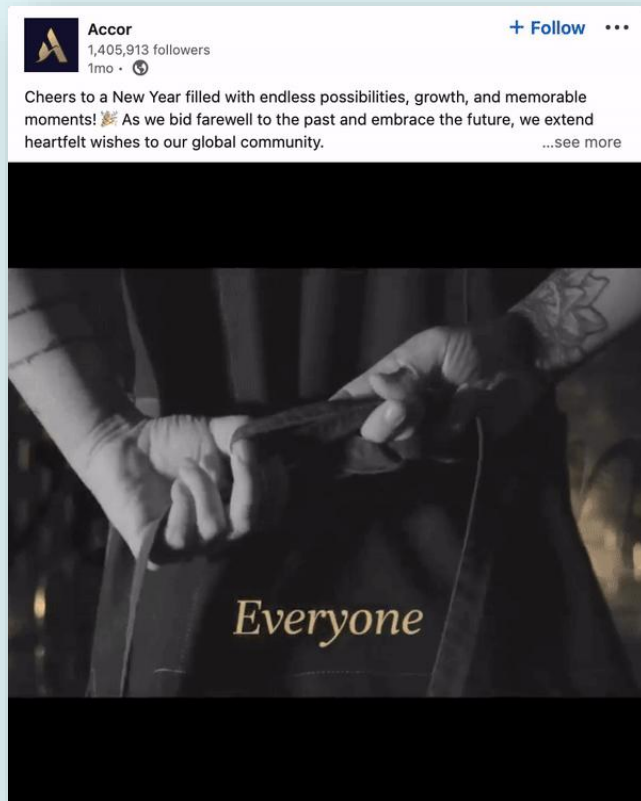 Accor
+ Follow
1,405,913 followers
1mo •
Cheers to a New Year filled with endless possibilities, growth, and memorable
moments! 🎉 As we bid farewell to the past and embrace the future, we extend
heartfelt wishes to our global community. ...see more
Everyone